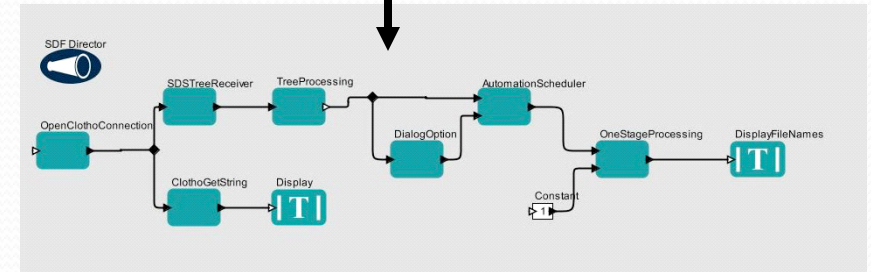 SDF Director
SDSTreeReceiver
TreeProcessing
AutomationScheduler
OpenClothoConnection
DialogOption
OneStageProcessing
DisplayFileNames
T
ClothoGetString
Display
T
Constant
1